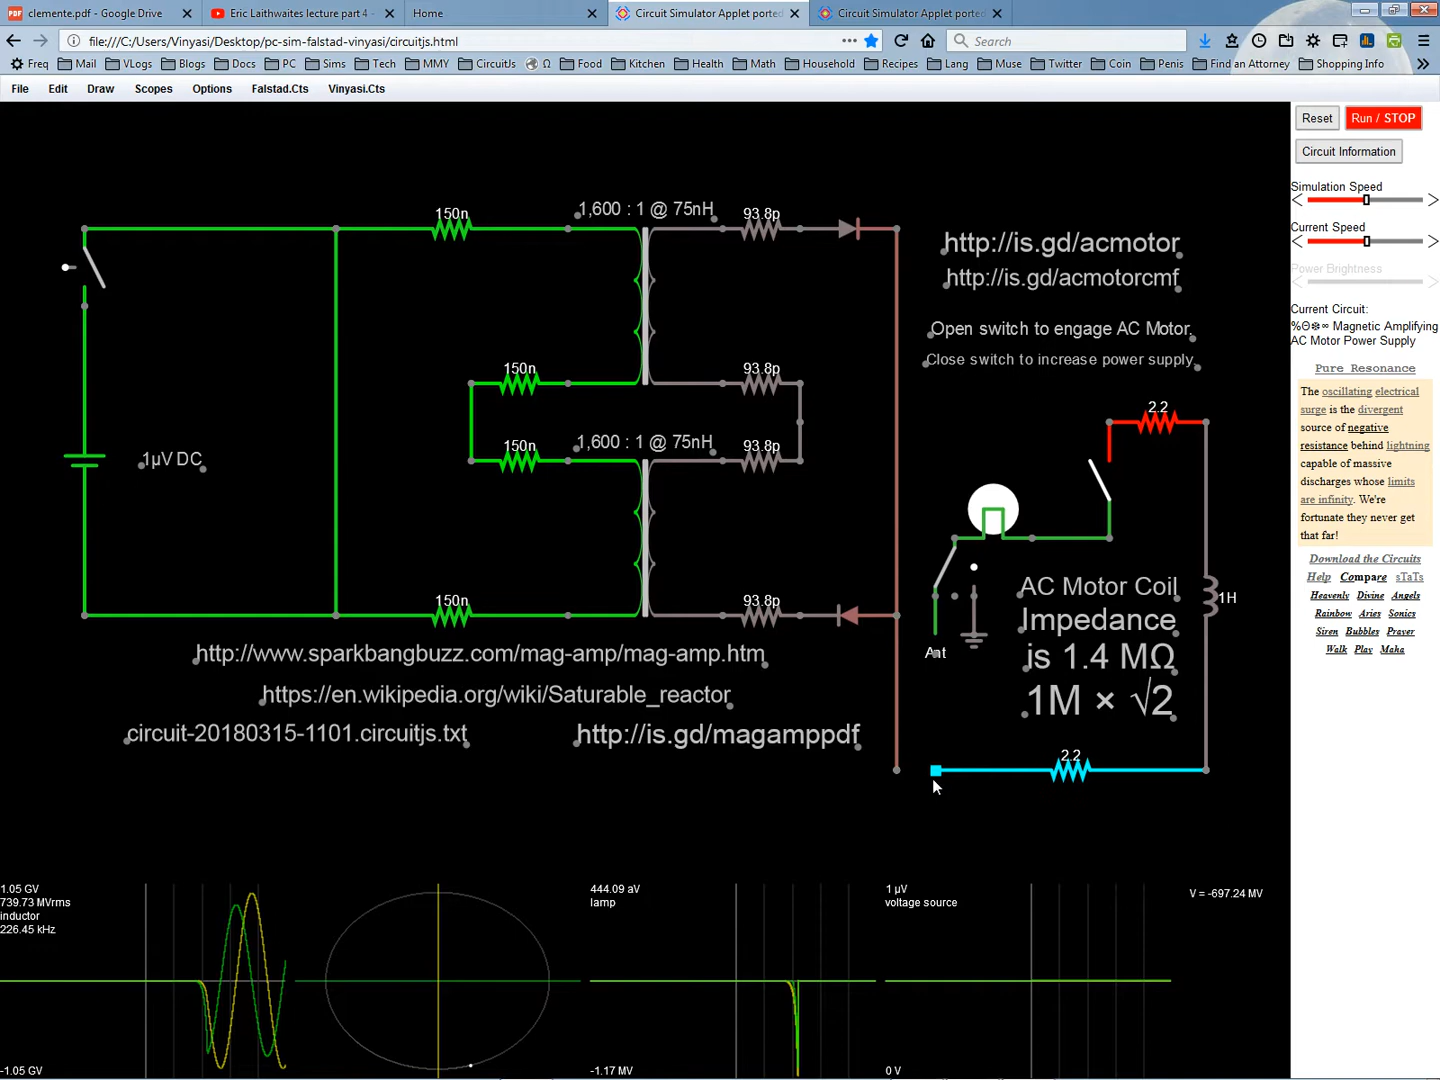 clemente.pdf - Google Drive
Eric Laithwaites lecture part 4 -
Home
Circuit Simulator Applet ported
Circuit Simulator Applet ported
file:///C:/Users/Vinyasi/Desktop/pc-sim-falstad-vinyasi/circuitjs.html
Search
Freq Mail VLogs Blogs Docs PC Sims Tech MMY CircuitJs Ω Food Kitchen Health Math Household Recipes Lang Muse Twitter Coin Penis Find an Attorney Shopping Info
File Edit Draw Scopes Options Falstad.Cts Vinyasi.Cts
Reset Run / STOP
Circuit Information
Simulation Speed
Current Speed
Power Brightness
Current Circuit:
Magnetic Amplifying
AC Motor Power Supply
Pure Resonance
The oscillating electrical
surge is the divergent
source of negative
resistance behind lightning
capable of massive
discharges whose limits
are infinity. We're
fortunate they never get
that far!
Download the Circuits
Help Compare sTaTs
Heavenly Divine Angels
Rainbow Aries Sonics
Siren Bubbles Prayer
Walk Play Maha
150n
1,600 : 1 @ 75nH
93.8p
150n
93.8p
150n
1,600 : 1 @ 75nH
93.8p
1µV DC
150n
93.8p
http://is.gd/acmotor
http://is.gd/acmotorcmf
Open switch to engage AC Motor.
Close switch to increase power supply.
2.2
1H
Ant
AC Motor Coil
Impedance
is 1.4 MΩ
1M × √2
2.2
http://www.sparkbangbuzz.com/mag-amp/mag-amp.htm
https://en.wikipedia.org/wiki/Saturable_reactor
circuit-20180315-1101.circuitjs.txt
http://is.gd/magamppdf
1.05 GV
739.73 MVrms
inductor
226.45 kHz
-1.05 GV
444.09 aV
lamp
-1.17 MV
1 µV
voltage source
0 V
V = -697.24 MV